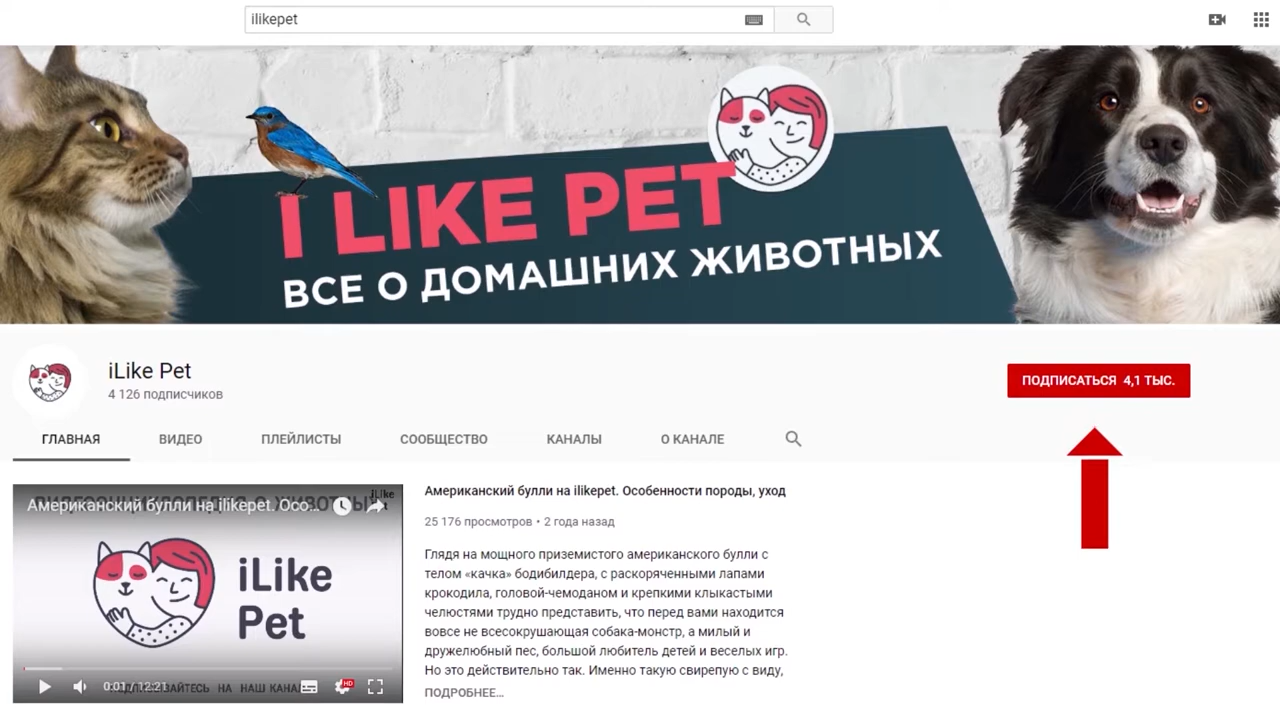 ilikepet
I LIKE PET
ВСЕ О ДОМАШНИХ ЖИВОТНЫХ
iLike Pet
4 126 подписчиков
ПОДПИСАТЬСЯ 4,1 ТЫС.
ГЛАВНАЯ ВИДЕО ПЛЕЙЛИСТЫ СООБЩЕСТВО КАНАЛЫ О КАНАЛЕ
Американский булли на ilikepet. Осо...
iLike
Pet
0:01 / 12:21
HD
Американский булли на ilikepet. Особенности породы, уход
25 176 просмотров • 2 года назад
Глядя на мощного приземистого американского булли с
телом «качка» бодибилдера, с раскоряченными лапами
крокодила, головой-чемоданом и крепкими клыкастыми
челюстями трудно представить, что перед вами находится
вовсе не всесокрушающая собака-монстр, а милый и
дружелюбный пес, большой любитель детей и веселых игр.
Но это действительно так. Именно такую свирепую с виду,
ПОДРОБНЕЕ...